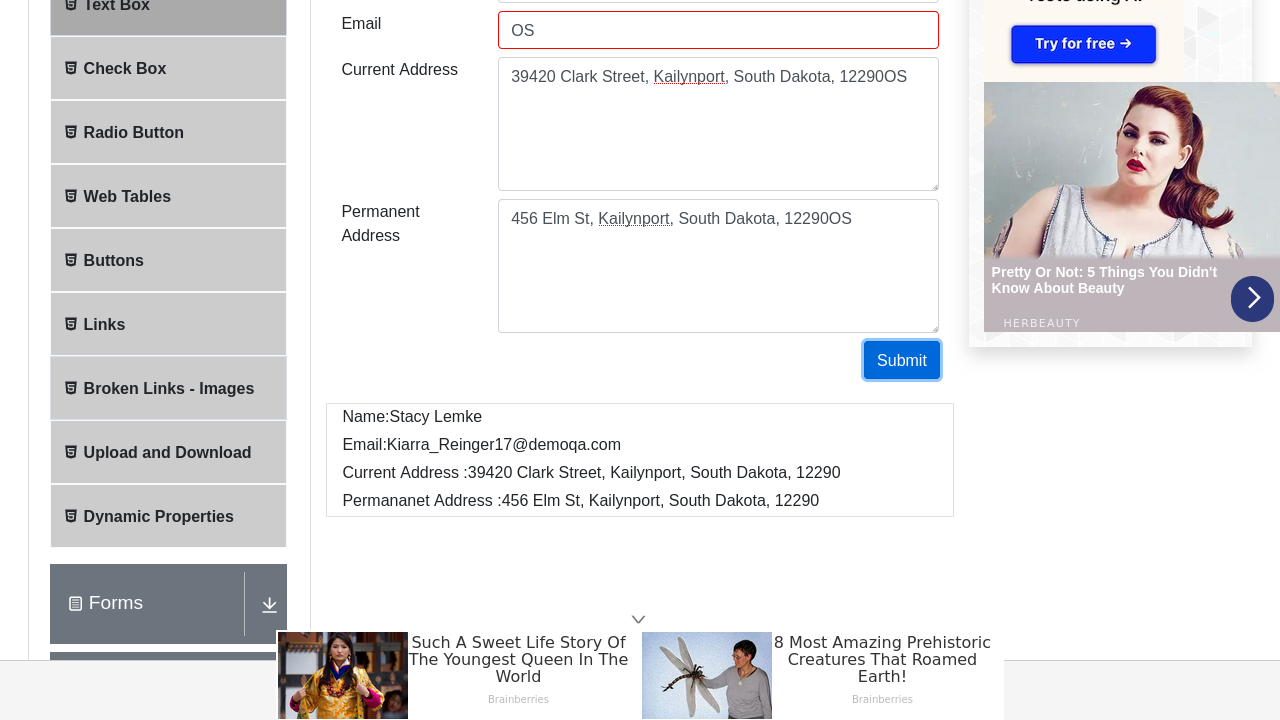 Text Box
Check Box
Radio Button
Web Tables
Buttons
Links
Broken Links - Images
Upload and Download
Dynamic Properties
Forms
Email
OS
Current Address
39420 Clark Street, Kailynport, South Dakota, 12290OS
Permanent
Address
456 Elm St, Kailynport, South Dakota, 12290OS
Submit
Name:Stacy Lemke
Email:Kiarra_Reinger17@demoqa.com
Current Address :39420 Clark Street, Kailynport, South Dakota, 12290
Permananet Address :456 Elm St, Kailynport, South Dakota, 12290
Try for free →
Pretty Or Not: 5 Things You Didn't
Know About Beauty
HERBEAUTY
Such A Sweet Life Story Of
The Youngest Queen In The
World
Brainberries
8 Most Amazing Prehistoric
Creatures That Roamed
Earth!
Brainberries